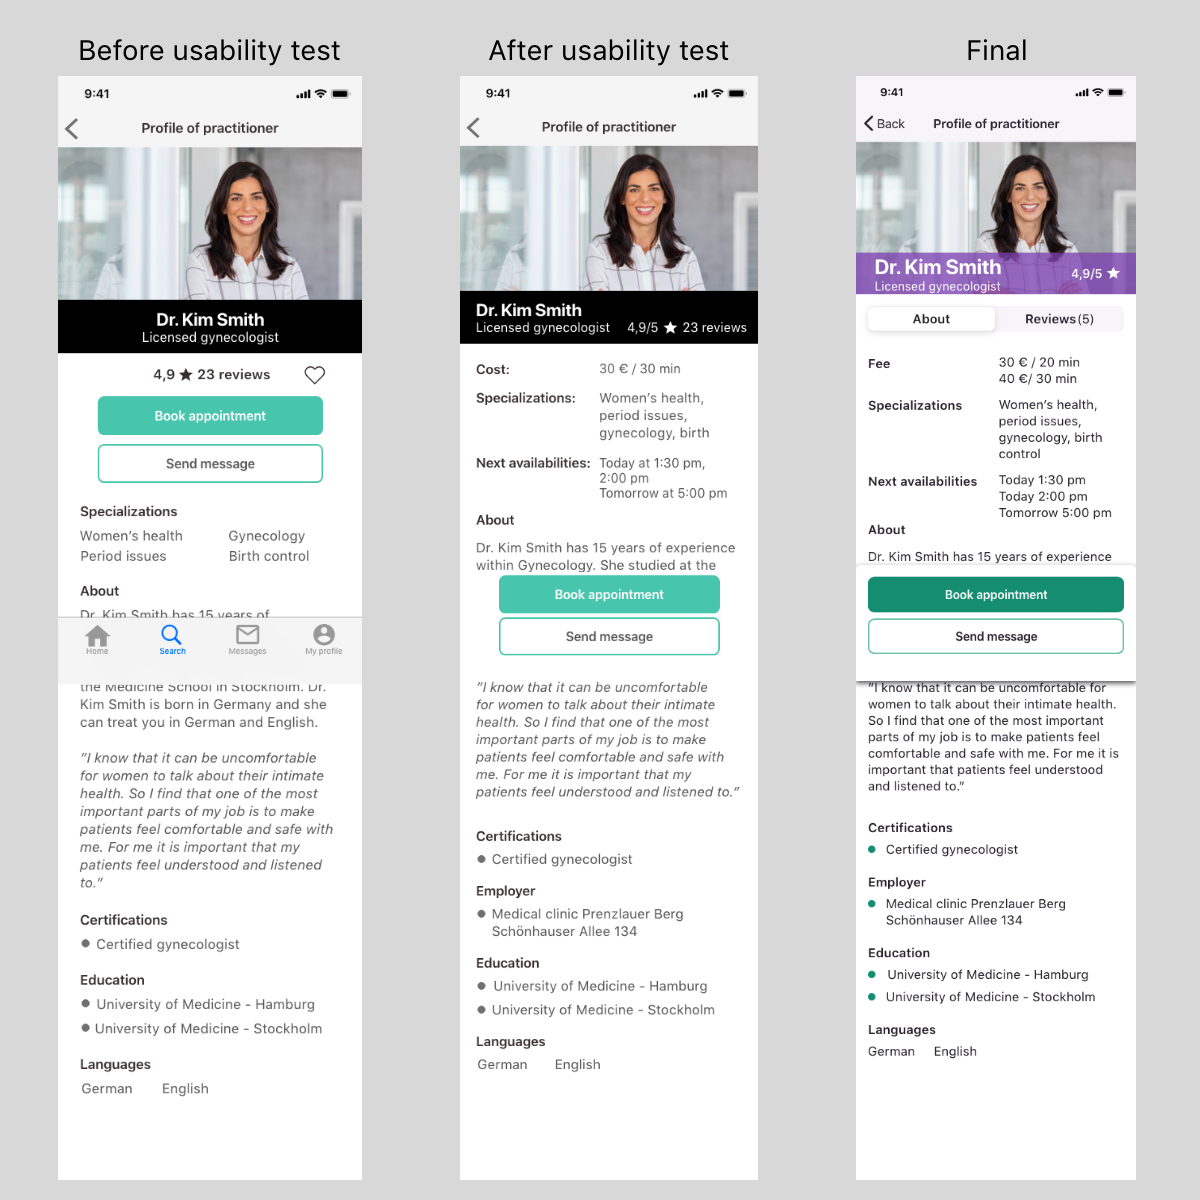 Before usability test
9:41
Profile of practitioner
Dr. Kim Smith
Licensed gynecologist
4,9 ★ 23 reviews
Book appointment
Send message
Specializations
Women's health Gynecology
Period issues Birth control
About
Dr. Kim Smith has 15 years of
Home Search Messages My profile
the Medicine School in Stockholm. Dr.
Kim Smith is born in Germany and she
can treat you in German and English.
"I know that it can be uncomfortable
for women to talk about their intimate
health. So I find that one of the most
important parts of my job is to make
patients feel comfortable and safe with
me. For me it is important that my
patients feel understood and listened
to."
Certifications
● Certified gynecologist
Education
● University of Medicine - Hamburg
● University of Medicine - Stockholm
Languages
German English
After usability test
9:41
Profile of practitioner
Dr. Kim Smith
Licensed gynecologist 4,9/5 ★ 23 reviews
Cost: 30 € / 30 min
Specializations: Women's health,
period issues,
gynecology, birth
Next availabilities: Today at 1:30 pm,
2:00 pm
Tomorrow at 5:00 pm
About
Dr. Kim Smith has 15 years of experience
within Gynecology. She studied at the
Book appointment
Send message
"I know that it can be uncomfortable
for women to talk about their intimate
health. So I find that one of the most
important parts of my job is to make
patients feel comfortable and safe with
me. For me it is important that my
patients feel understood and listened to."
Certifications
● Certified gynecologist
Employer
● Medical clinic Prenzlauer Berg
Schönhauser Allee 134
Education
● University of Medicine - Hamburg
● University of Medicine - Stockholm
Languages
German English
Final
9:41
Back Profile of practitioner
Dr. Kim Smith
Licensed gynecologist 4,9/5 ★
About Reviews(5)
Fee 30 € / 20 min
40 €/ 30 min
Specializations Women's health,
period issues,
gynecology, birth
control
Next availabilities Today 1:30 pm
Today 2:00 pm
Tomorrow 5:00 pm
About
Dr. Kim Smith has 15 years of experience
Book appointment
Send message
"I know that it can be uncomfortable for
women to talk about their intimate health.
So I find that one of the most important
parts of my job is to make patients feel
comfortable and safe with me. For me it is
important that patients feel understood
and listened to."
Certifications
● Certified gynecologist
Employer
● Medical clinic Prenzlauer Berg
Schönhauser Allee 134
Education
● University of Medicine - Hamburg
● University of Medicine - Stockholm
Languages
German English